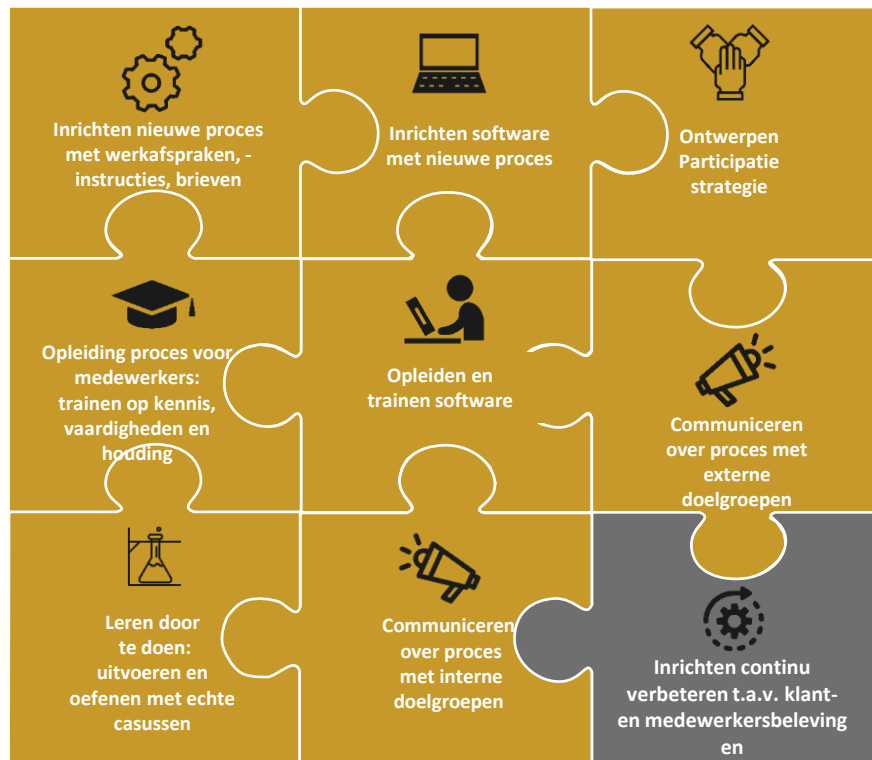 Inrichten nieuwe proces
met werkafspraken, -
instructies, brieven
Inrichten software
met nieuwe proces
Ontwerpen
Participatie
strategie
Opleiding proces voor
medewerkers:
trainen op kennis,
vaardigheden en
houding
Opleiden en
trainen software
Communiceren
over proces met
externe
doelgroepen
Leren door
te doen:
uitvoeren en
oefenen met echte
casussen
Communiceren
over proces
met interne
doelgroepen
Inrichten continu
verbeteren t.a.v. klant-
en medewerkersbeleving
en